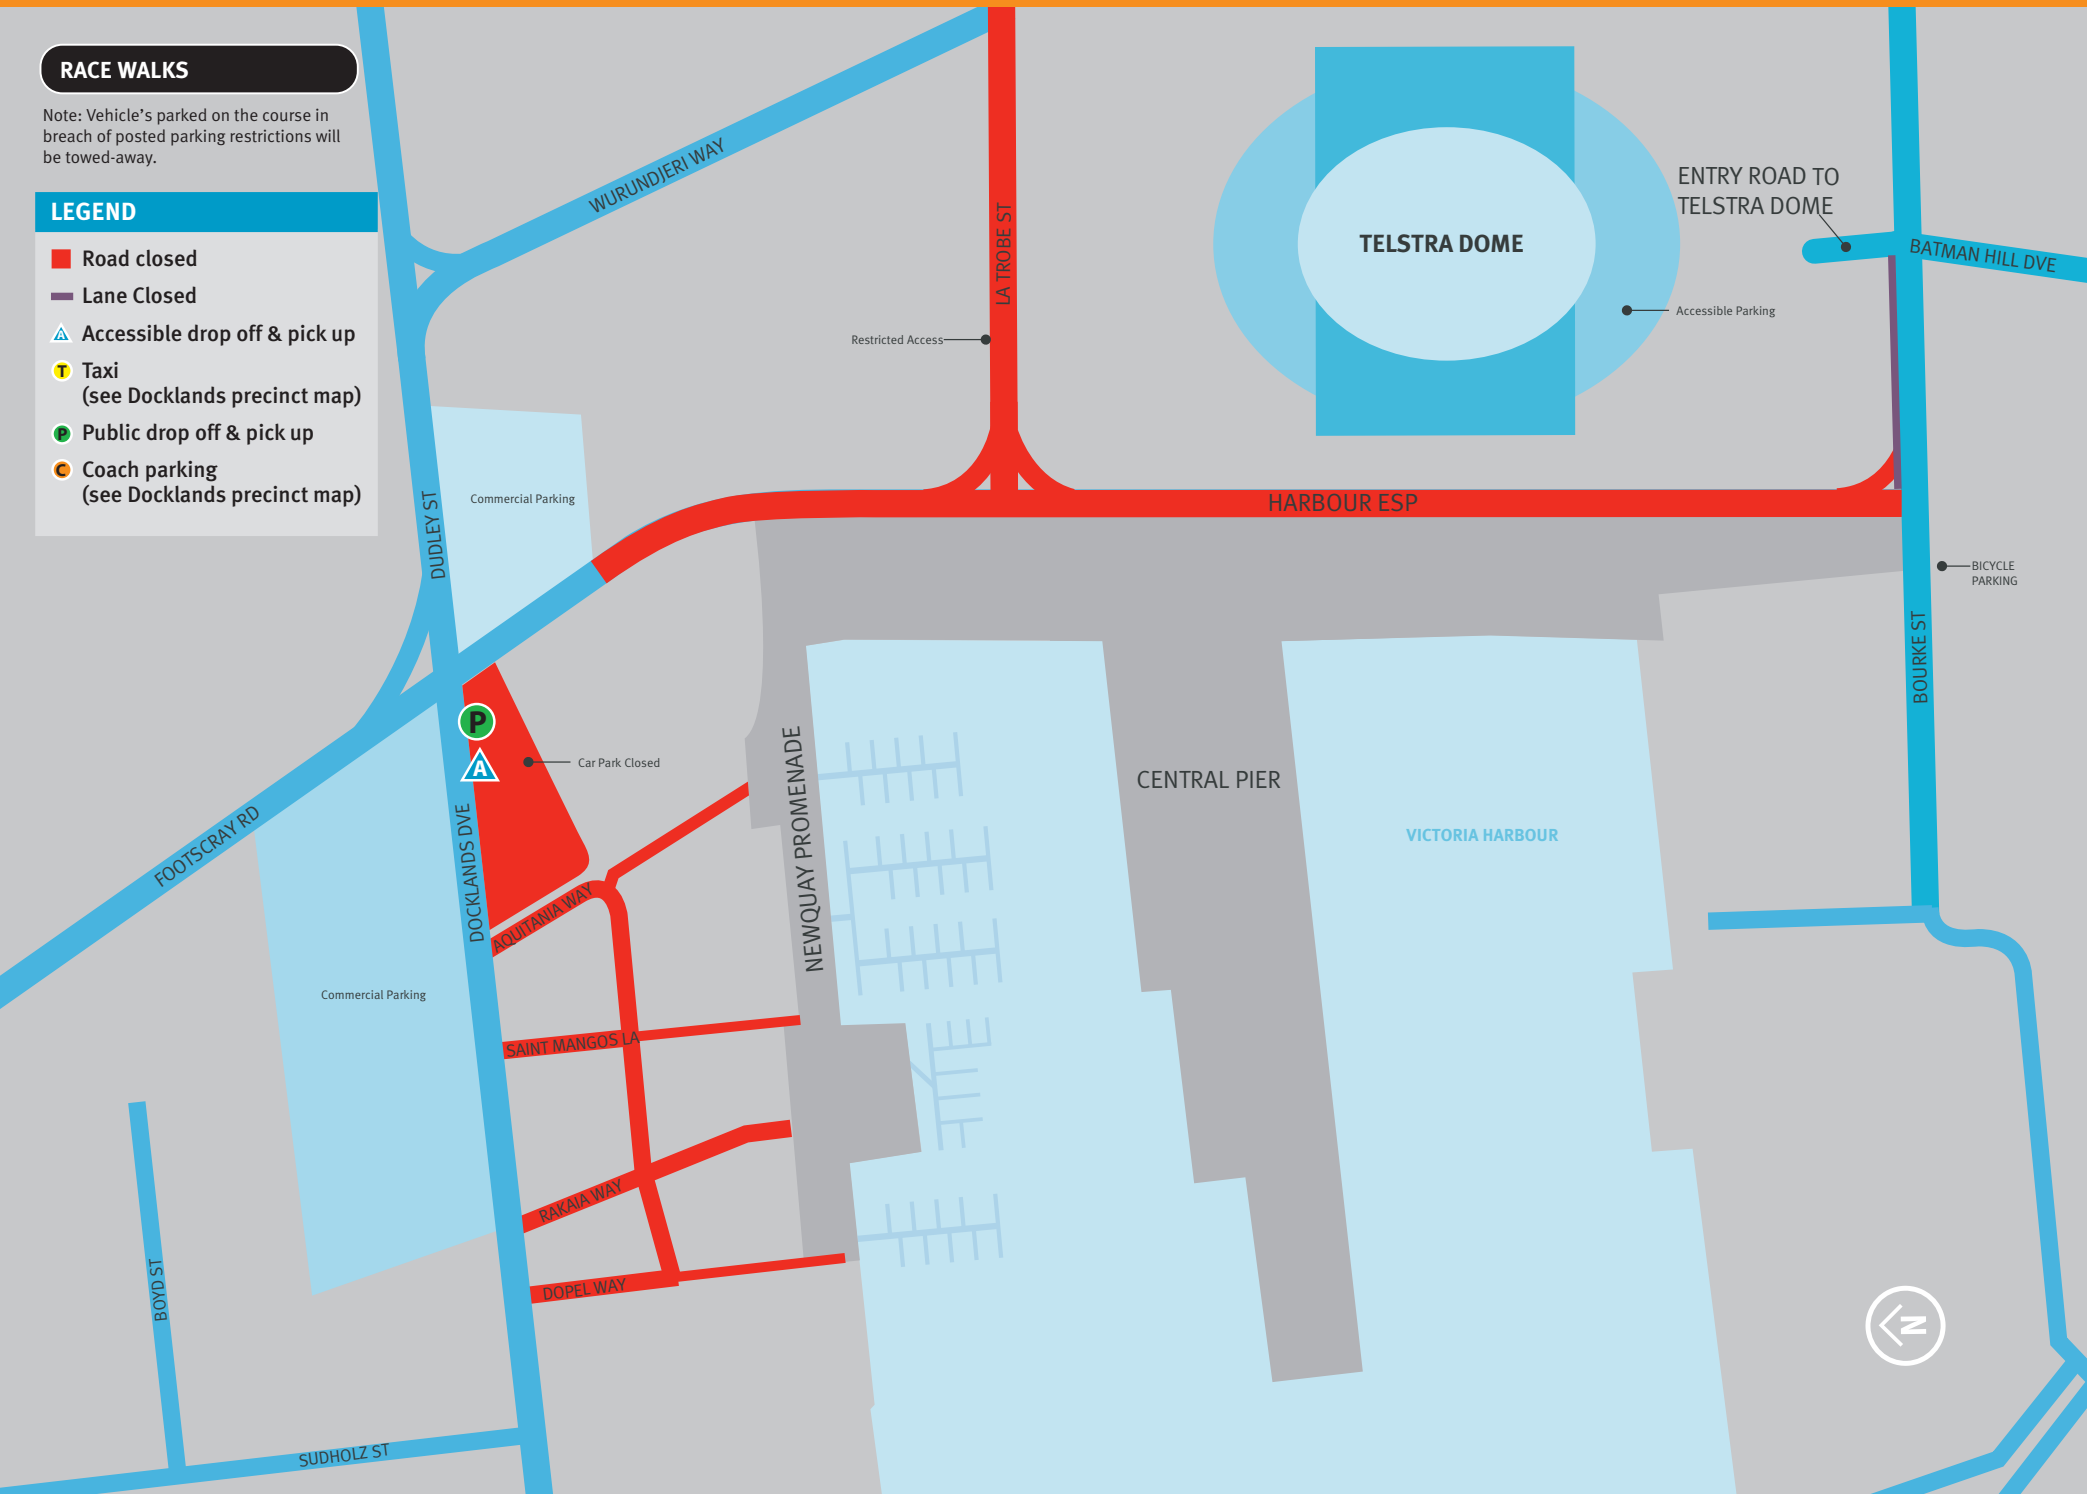 RACE WALKS
Note: Vehicle's parked on the course in
breach of posted parking restrictions will
be towed-away.
LEGEND
Road closed
Lane Closed
A Accessible drop off & pick up
T Taxi
(see Docklands precinct map)
P Public drop off & pick up
C Coach parking
(see Docklands precinct map)
WURUNDJERI WAY
LA TROBE ST
Restricted Access
TELSTRA DOME
ENTRY ROAD TO
TELSTRA DOME
BATMAN HILL DVE
Accessible Parking
DUDLEY ST
Commercial Parking
HARBOUR ESP
BICYCLE
PARKING
BOURKE ST
P
A
Car Park Closed
FOOTSCRAY RD
DOCKLANDS DVE
NEWQUAY PROMENADE
CENTRAL PIER
VICTORIA HARBOUR
AQUITANIA WAY
Commercial Parking
SAINT MANGOS LA
RAKAIA WAY
DOPEL WAY
BOYD ST
SUDHOLZ ST
N